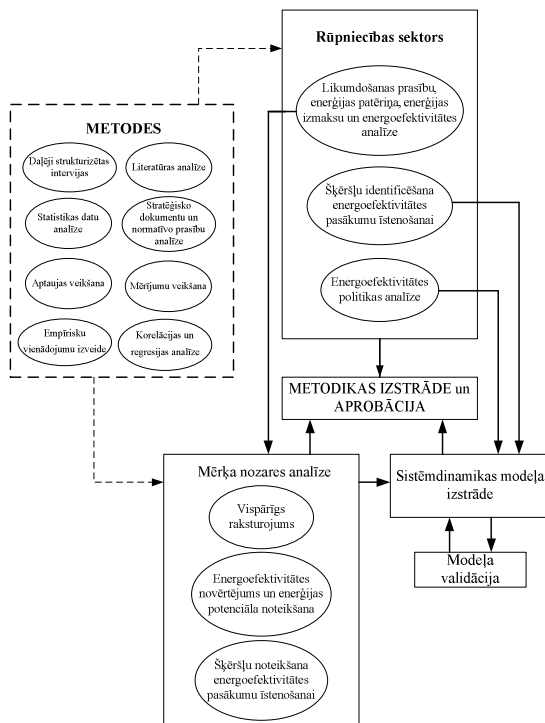 Rūpniecības sektors
Likumdošanas prasību,
enerģijas patēriņa, enerģijas
izmaksu un energoefektivitātes
analīze
Šķēršļu identificēšana
energoefektivitātes
pasākumu īstenošanai
Energoefektivitātes
politikas analīze
METODES
Daļēji strukturizētas
intervijas
Literatūras analīze
Statistikas datu
analīze
Stratēģisko
dokumentu un
normatīvo prasību
analīze
Aptaujas veikšana
Mērījumu veikšana
Empīrisku
vienādojumu izveide
Korelācijas un
regresijas analīze
METODIKAS IZSTRĀDE un
APROBĀCIJA
Mērķa nozares analīze
Vispārīgs
raksturojums
Energoefektivitātes
novērtējums un enerģijas
potenciāla noteikšana
Šķēršļu noteikšana
energoefektivitātes
pasākumu īstenošanai
Sistēmdinamikas modeļa
izstrāde
Modeļa
validācija